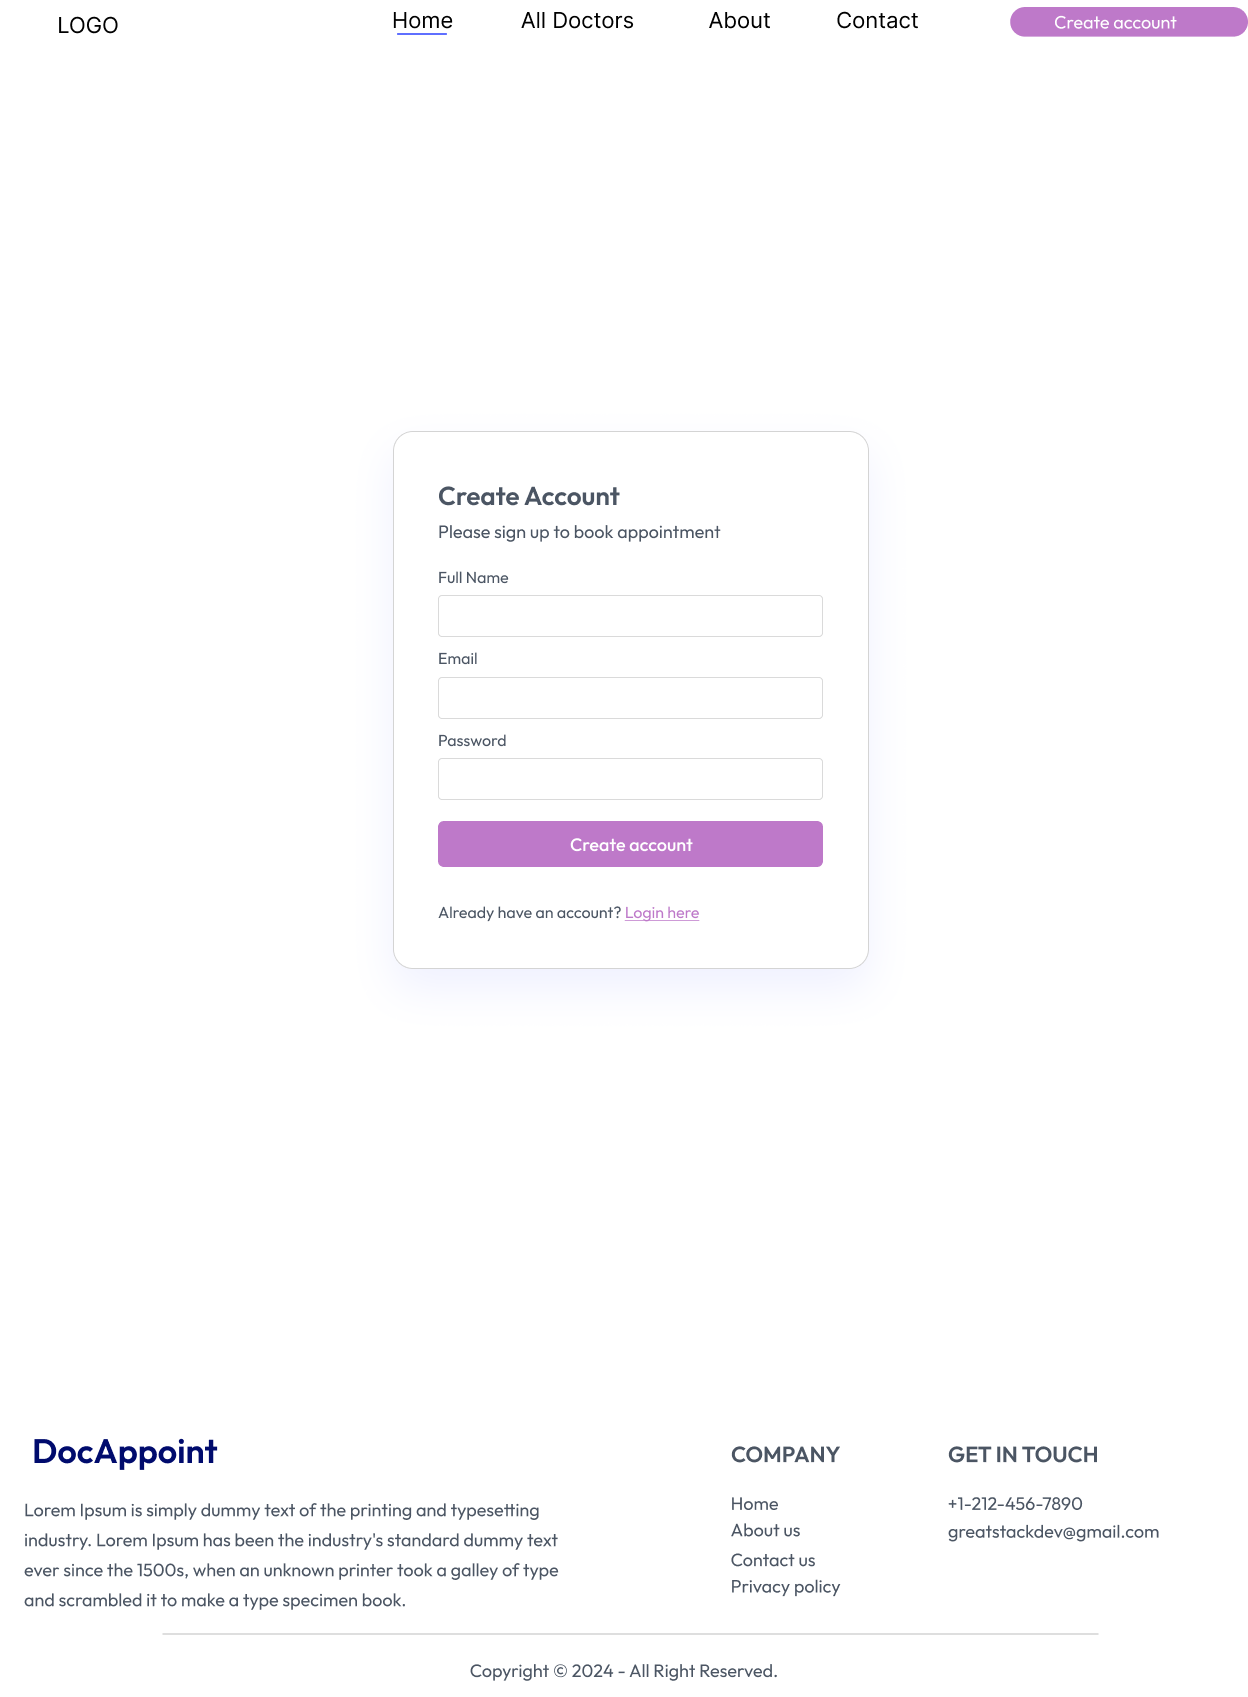 LOGO
Home
All Doctors
About
Contact
Create account
Create Account
Please sign up to book appointment
Full Name
Email
Password
Create account
Already have an account? Login here
DocAppoint
Lorem Ipsum is simply dummy text of the printing and typesetting
industry. Lorem Ipsum has been the industry's standard dummy text
ever since the 1500s, when an unknown printer took a galley of type
and scrambled it to make a type specimen book.
COMPANY
Home
About us
Contact us
Privacy policy
GET IN TOUCH
+1-212-456-7890
greatstackdev@gmail.com
Copyright © 2024 - All Right Reserved.